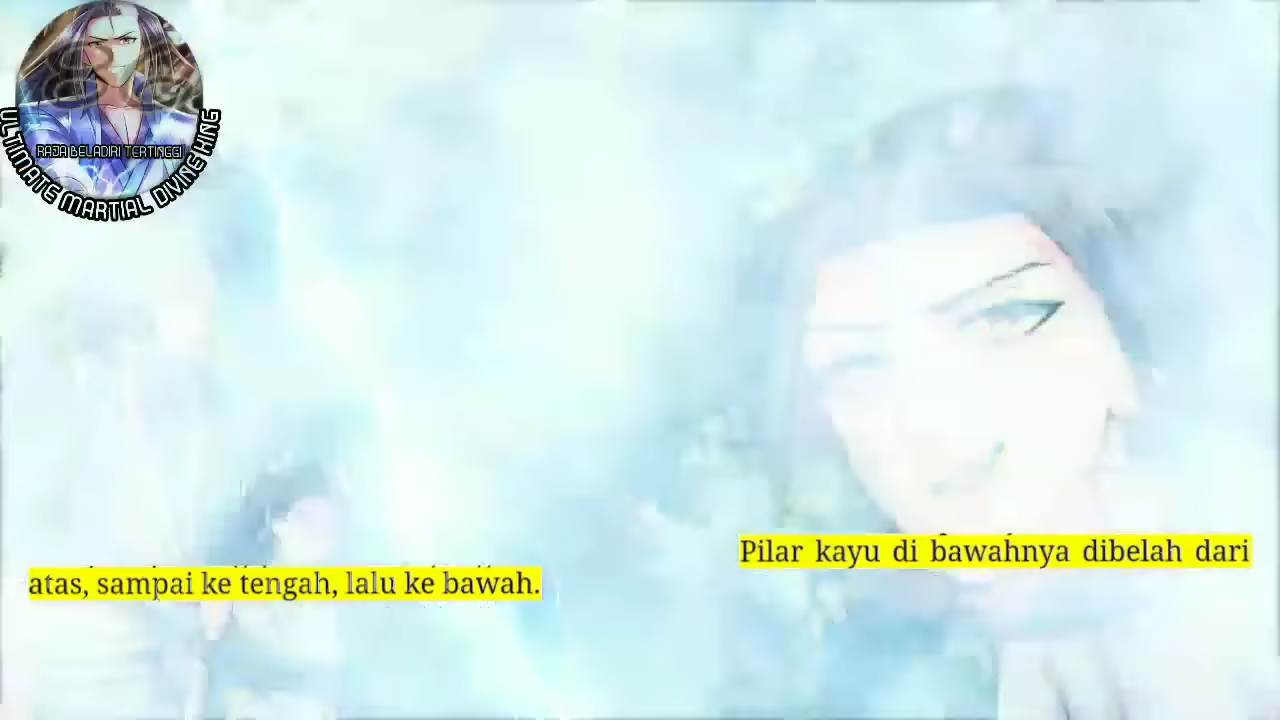 RAJA BELADIRI TERTINGGI
ULTIMATE MARTIAL DIVINE KING
Pilar kayu di bawahnya dibelah dari
atas, sampai ke tengah, lalu ke bawah.